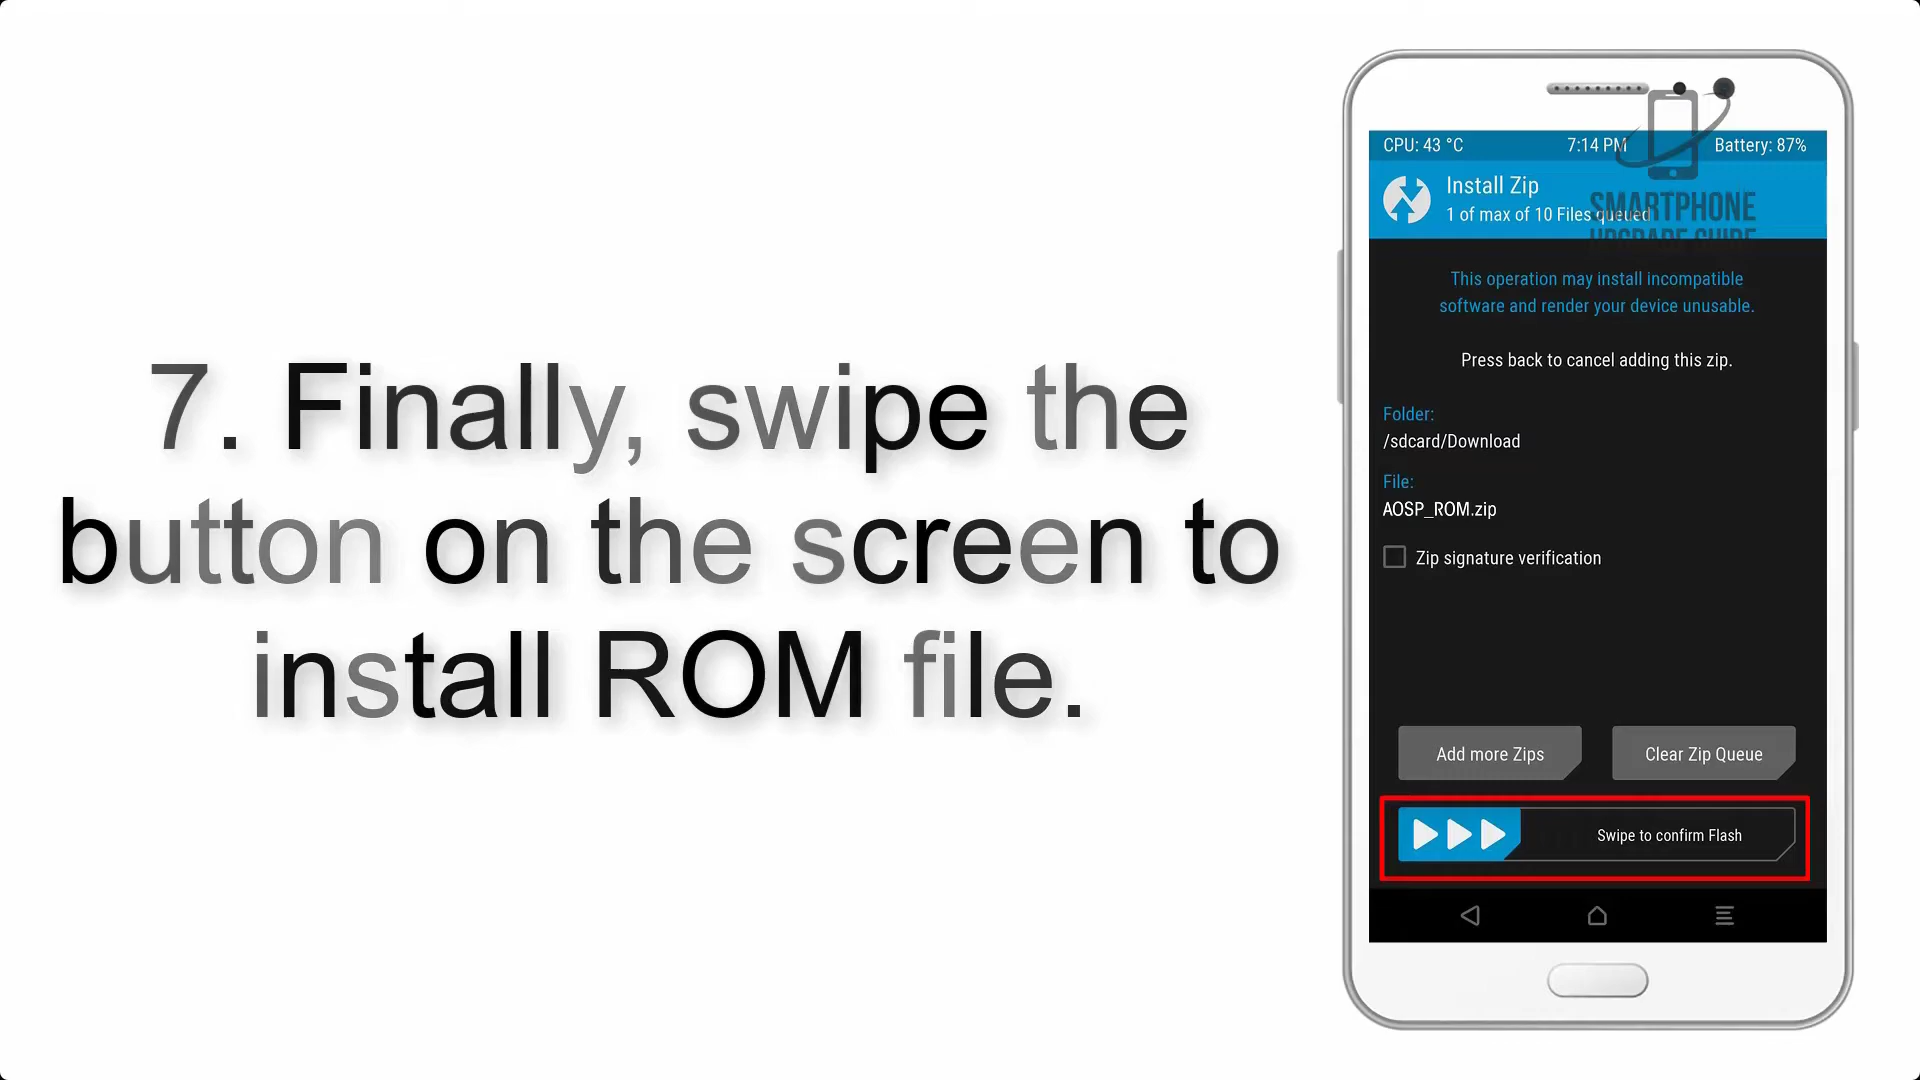 7. Finally, swipe the
button on the screen to
install ROM file.
CPU: 43 °C 7:14 PM Battery: 87%
Install Zip
1 of max of 10 Files queued
SMARTPHONE
UPGRADE GUIDE
This operation may install incompatible
software and render your device unusable.
Press back to cancel adding this zip.
Folder:
/sdcard/Download
File:
AOSP_ROM.zip
Zip signature verification
Add more Zips Clear Zip Queue
Swipe to confirm Flash